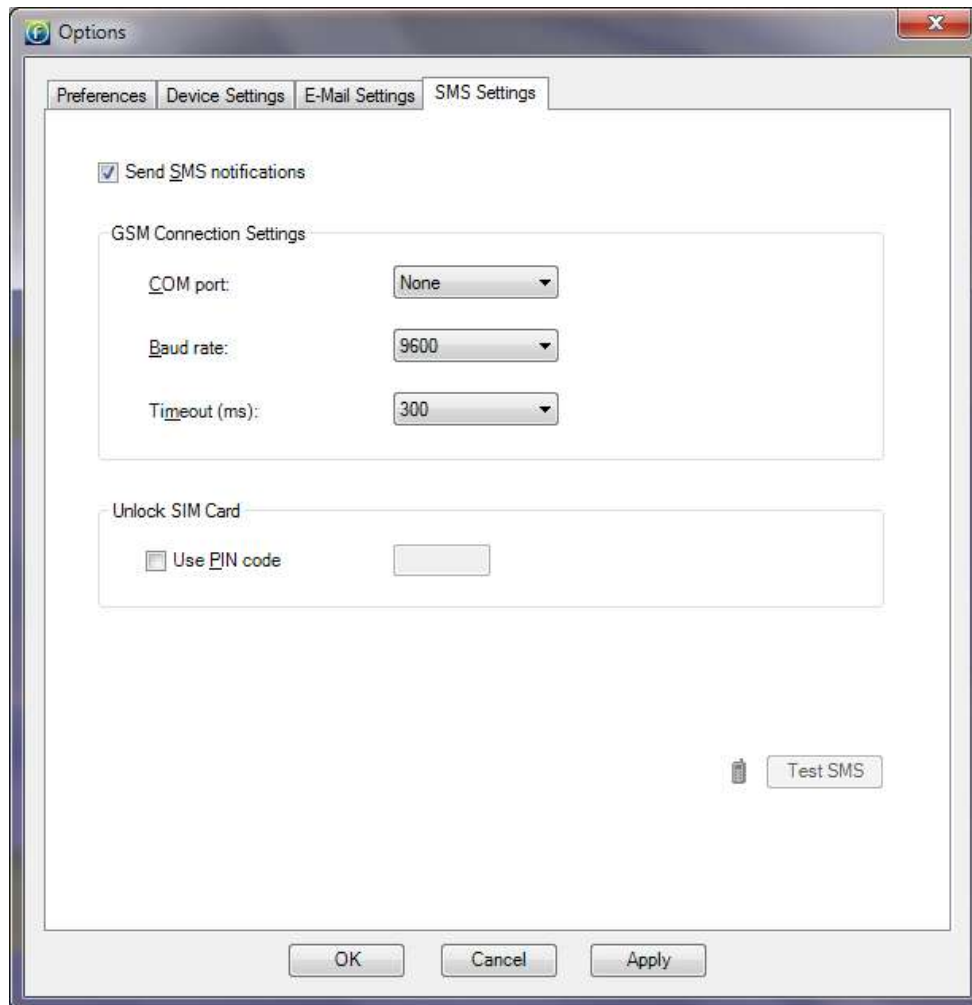 Options
Preferences Device Settings E-Mail Settings SMS Settings
Send SMS notifications
GSM Connection Settings
COM port: None
Baud rate: 9600
Timeout (ms): 300
Unlock SIM Card
Use PIN code
Test SMS
OK Cancel Apply